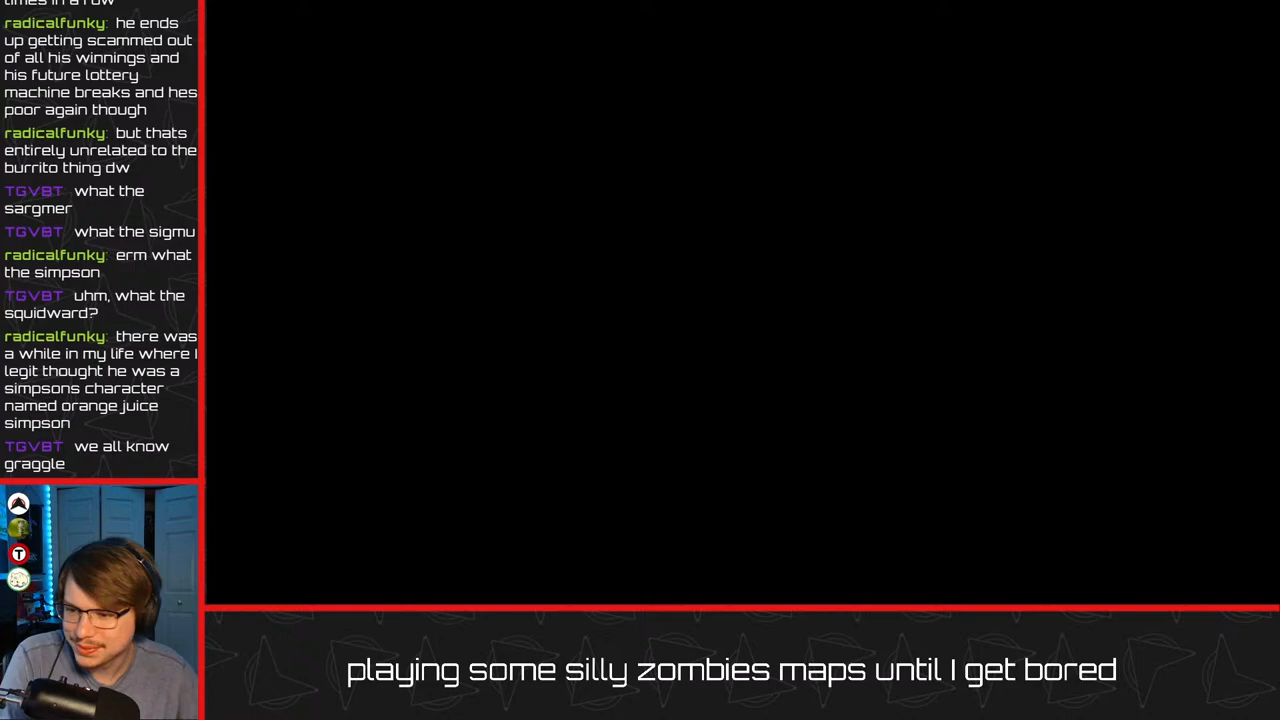 times in a row
radicalfunky: he ends
up getting scammed out
of all his winnings and
his future lottery
machine breaks and hes
poor again though
radicalfunky: but thats
entirely unrelated to the
burrito thing dw
TGVBT what the
sargmer
TGVBT what the sigmu
radicalfunky: erm what
the simpson
TGVBT uhm, what the
squidward?
radicalfunky: there was
a while in my life where I
legit thought he was a
simpsons character
named orange juice
simpson
TGVBT we all know
graggle
T
playing some silly zombies maps until I get bored